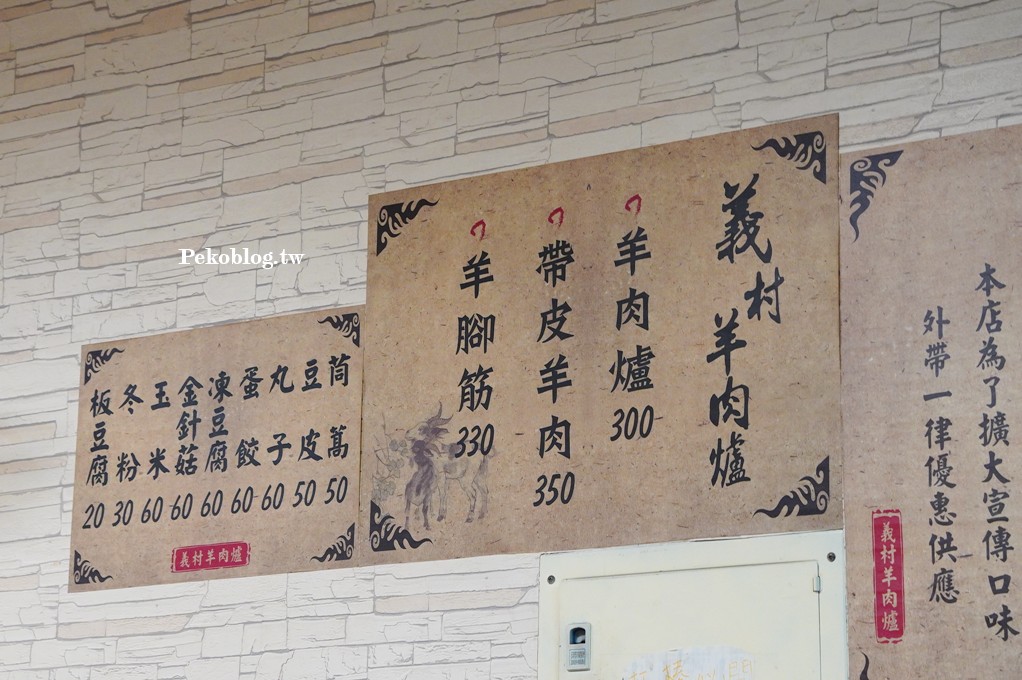 本店為了擴大宣傳口味
外帶一律優惠供應
義村羊肉爐
義村羊肉爐
羊肉爐 300
帶皮羊肉 350
羊腳筋 330
茼蒿 50
豆皮 50
丸子 60
蛋餃 60
凍豆腐 60
金針菇 60
玉米 60
冬粉 30
板豆腐 20
義村羊肉爐
Pekoblog.tw